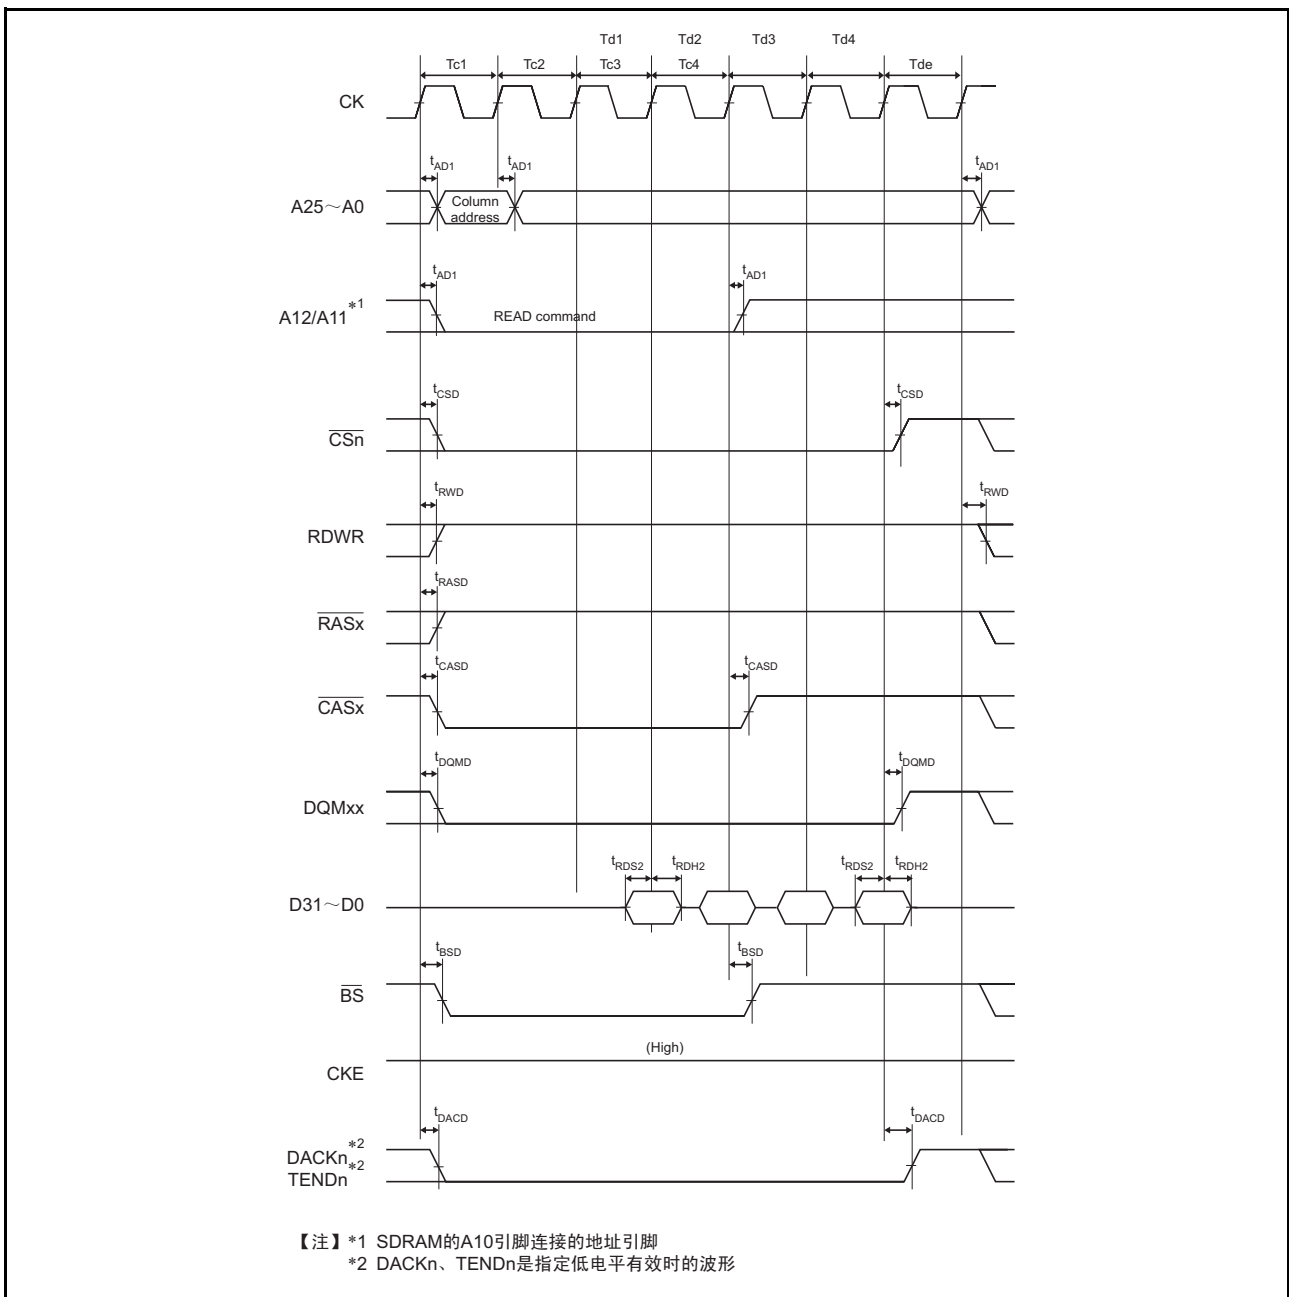 Td1 Td2 Td3 Td4
Tc1 Tc2 Tc3 Tc4 Tde
CK
tAD1 tAD1 tAD1
A25～A0 Column address
tAD1 tAD1
A12/A11*1 READ command
tCSD tCSD
CSn
tRWD tRWD
RDWR
tRASD
RASx
tCASD tCASD
CASx
tDQMD tDQMD
DQMxx
tRDS2 tRDH2 tRDS2 tRDH2
D31～D0
tBSD tBSD
BS
(High)
CKE
tDACD tDACD
DACKn*2
TENDn*2
【注】*1 SDRAM的A10引脚连接的地址引脚
*2 DACKn、TENDn是指定低电平有效时的波形